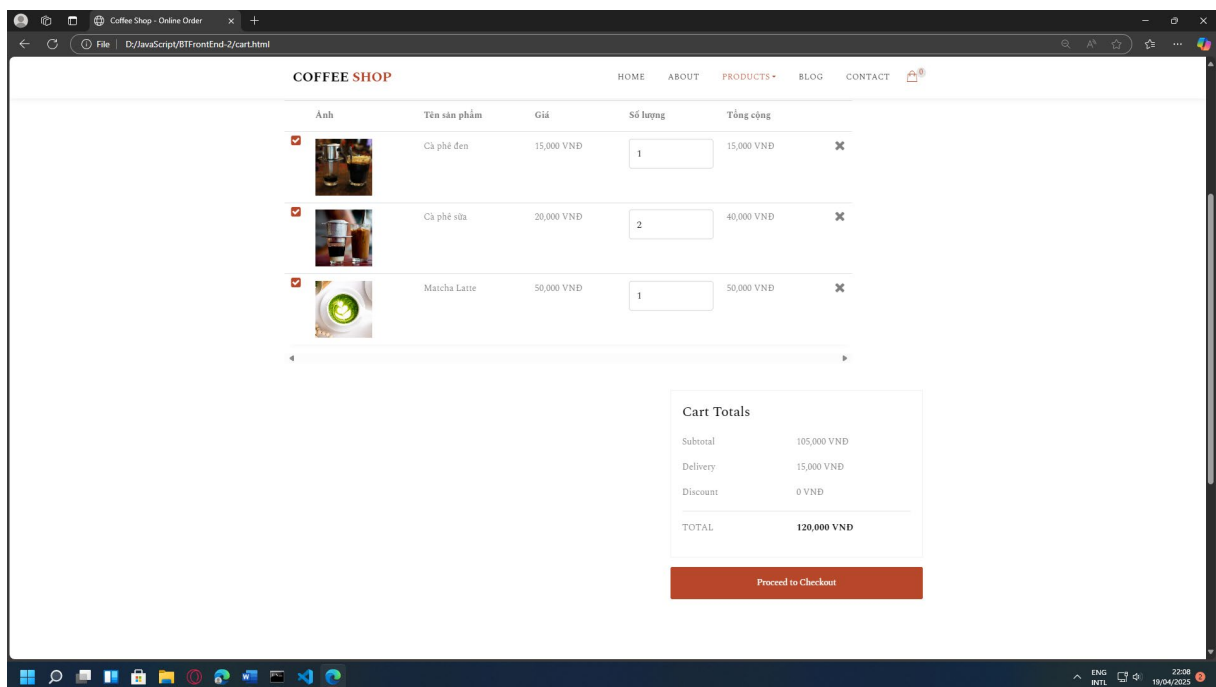 Coffee Shop - Online Order
File D:/JavaScript/BTFrontEnd-2/cart.html
COFFEE SHOP HOME ABOUT PRODUCTS BLOG CONTACT 0
Ảnh Tên sản phẩm Giá Số lượng Tổng cộng
Cà phê đen 15,000 VNĐ 1 15,000 VNĐ
Cà phê sữa 20,000 VNĐ 2 40,000 VNĐ
Matcha Latte 50,000 VNĐ 1 50,000 VNĐ
Cart Totals
Subtotal 105,000 VNĐ
Delivery 15,000 VNĐ
Discount 0 VNĐ
TOTAL 120,000 VNĐ
Proceed to Checkout
ENG 22:08
INTL 19/04/2025 2